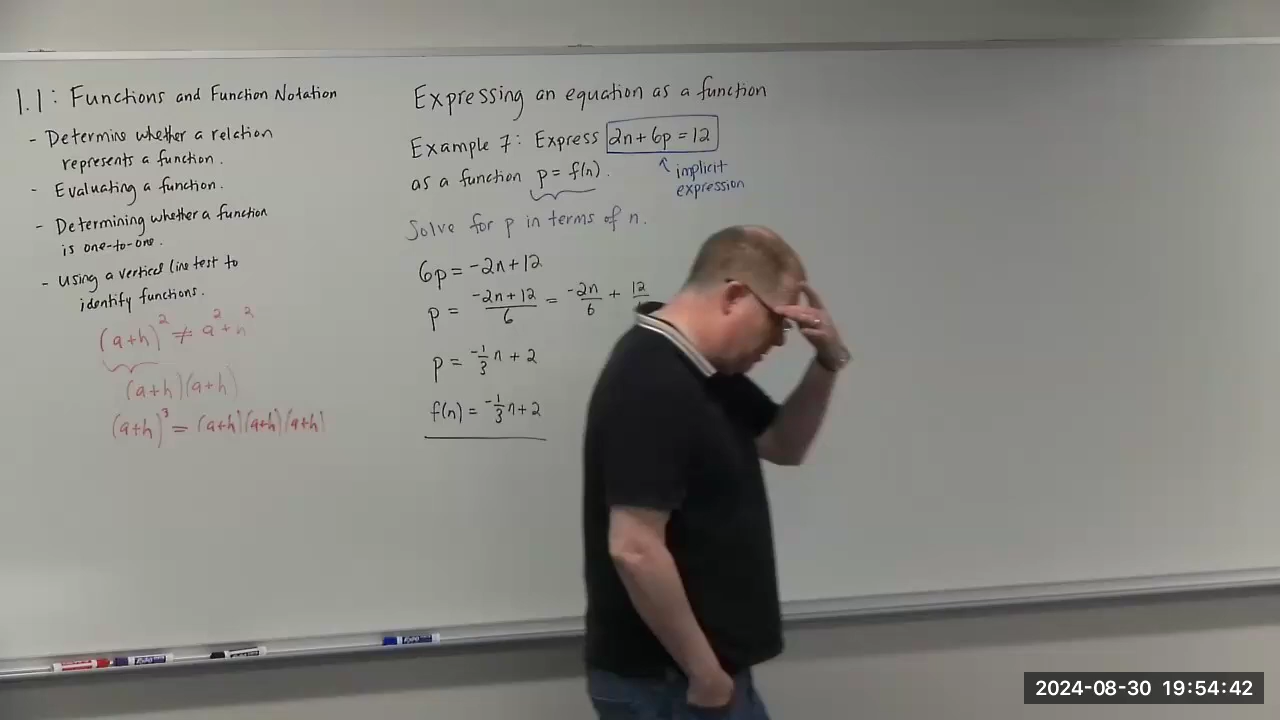 1.1: Functions and Function Notation
- Determine whether a relation
represents a function.
- Evaluating a function.
- Determining whether a function
is one-to-one.
- Using a vertical line test to
identify functions.
(a+h)² ≠ a²+h²
(a+h)(a+h)
(a+h)³ = (a+h)(a+h)(a+h)
Expressing an equation as a function
Example 7: Express 2n+6p=12
as a function p = f(n).
implicit
expression
Solve for p in terms of n.
6p = -2n+12
p = (-2n+12)/6 = -2n/6 + 12/
p = -1/3 n + 2
f(n) = -1/3 n+2
EXPO
2024-08-30 19:54:42